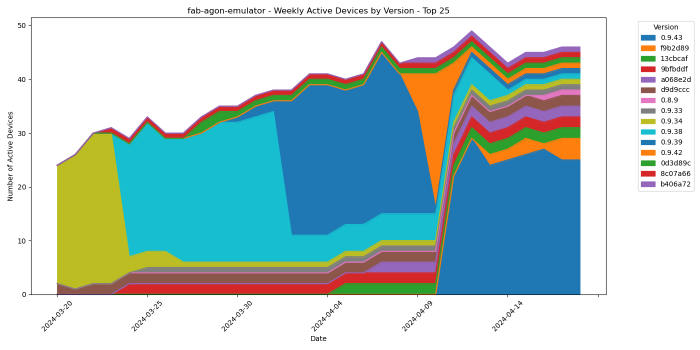 fab-agon-emulator - Weekly Active Devices by Version - Top 25
Number of Active Devices
50
40
30
20
10
0
2024-03-20
2024-03-25
2024-03-30
2024-04-04
2024-04-09
2024-04-14
Date
Version
0.9.43
f9b2d89
13cbcaf
9bfbddf
a068e2d
d9d9ccc
0.8.9
0.9.33
0.9.34
0.9.38
0.9.39
0.9.42
0d3d89c
8c07a66
b406a72